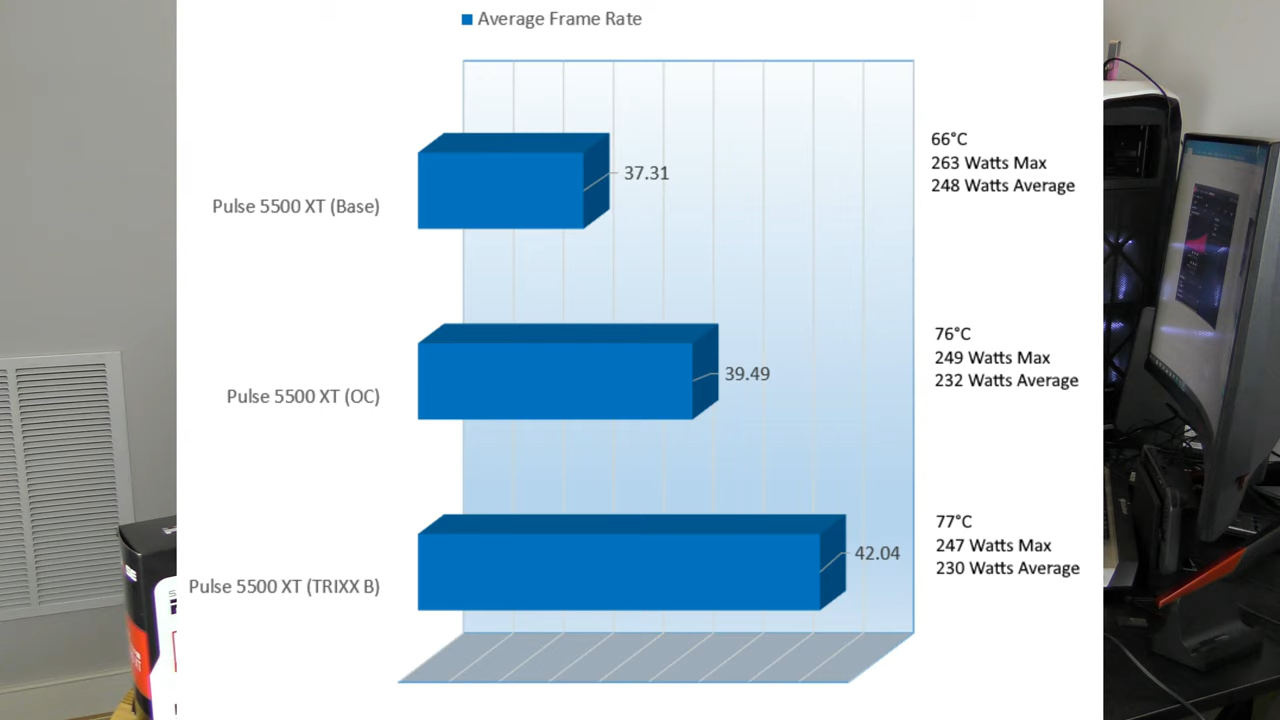 Average Frame Rate
Pulse 5500 XT (Base)
37.31
66°C
263 Watts Max
248 Watts Average
Pulse 5500 XT (OC)
39.49
76°C
249 Watts Max
232 Watts Average
Pulse 5500 XT (TRIXX B)
42.04
77°C
247 Watts Max
230 Watts Average